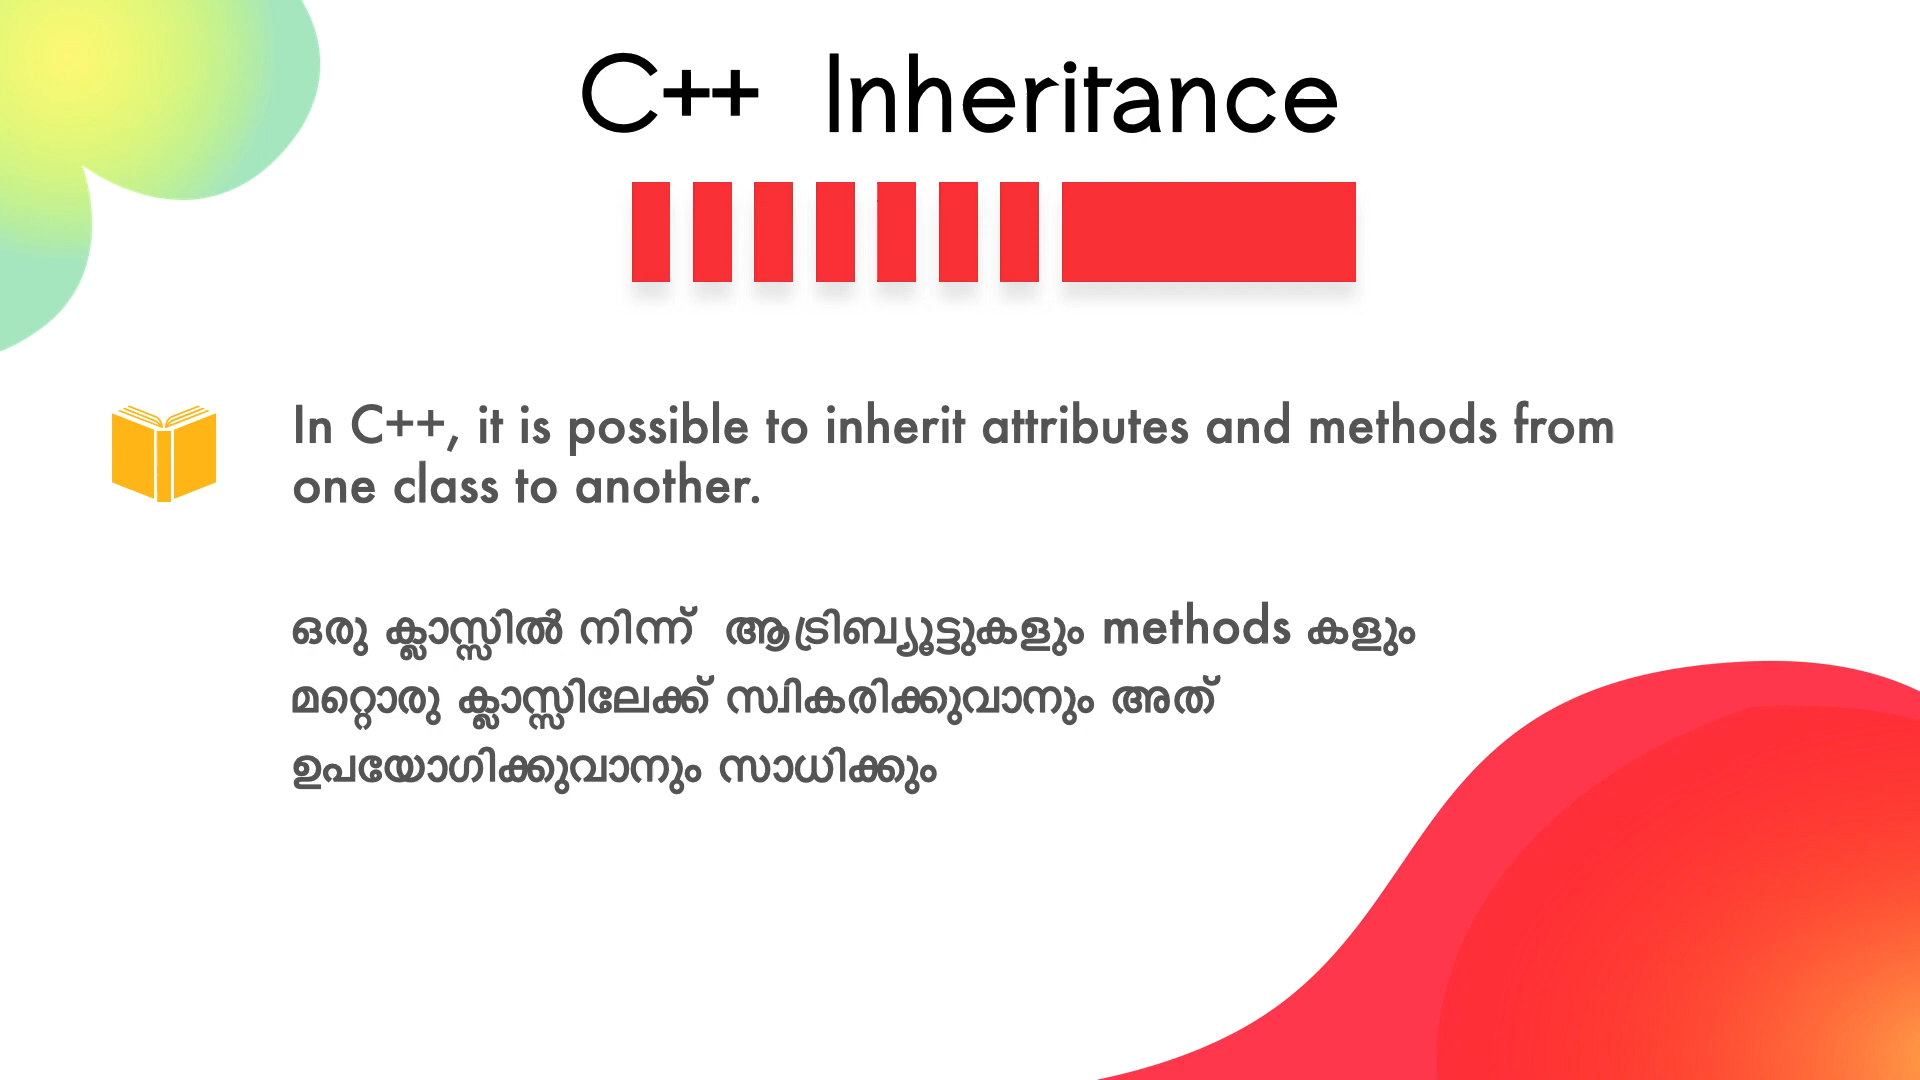 C++ Inheritance
In C++, it is possible to inherit attributes and methods from
one class to another.
ഒരു ക്ലാസ്സിൽ നിന്ന് ആട്രിബ്യൂട്ടുകളും methods കളും
മറ്റൊരു ക്ലാസ്സിലേക്ക് സ്വികരിക്കുവാനും അത്
ഉപയോഗിക്കുവാനും സാധിക്കും